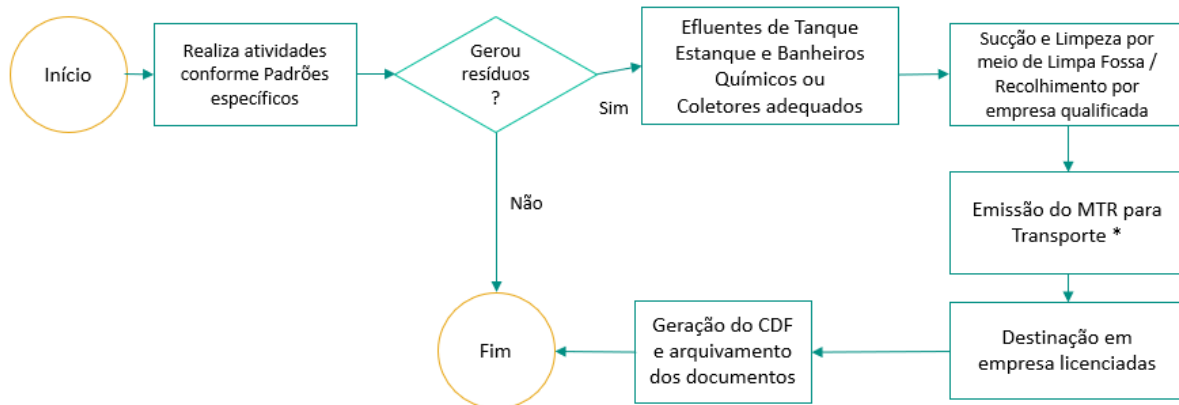 Início
Realiza atividades
conforme Padrões
específicos
Gerou
resíduos
?
Sim
Não
Efluentes de Tanque
Estanque e Banheiros
Químicos ou
Coletores adequados
Sucção e Limpeza por
meio de Limpa Fossa /
Recolhimento por
empresa qualificada
Emissão do MTR para
Transporte *
Destinação em
empresa licenciadas
Geração do CDF
e arquivamento
dos documentos
Fim